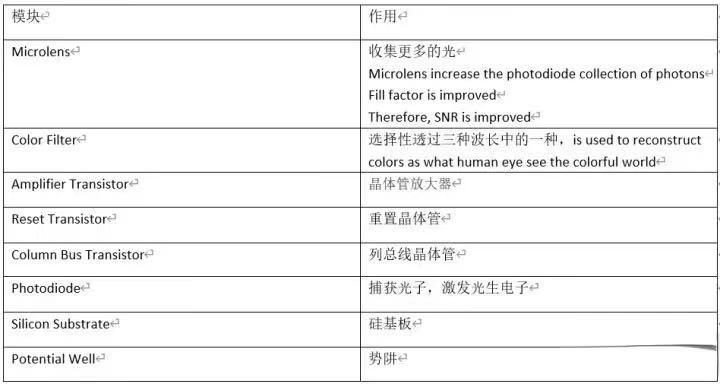 模块 作用
Microlens 收集更多的光
Microlens increase the photodiode collection of photons
Fill factor is improved
Therefore, SNR is improved
Color Filter 选择性透过三种波长中的一种，is used to reconstruct
colors as what human eye see the colorful world
Amplifier Transistor 晶体管放大器
Reset Transistor 重置晶体管
Column Bus Transistor 列总线晶体管
Photodiode 捕获光子，激发光生电子
Silicon Substrate 硅基板
Potential Well 势阱